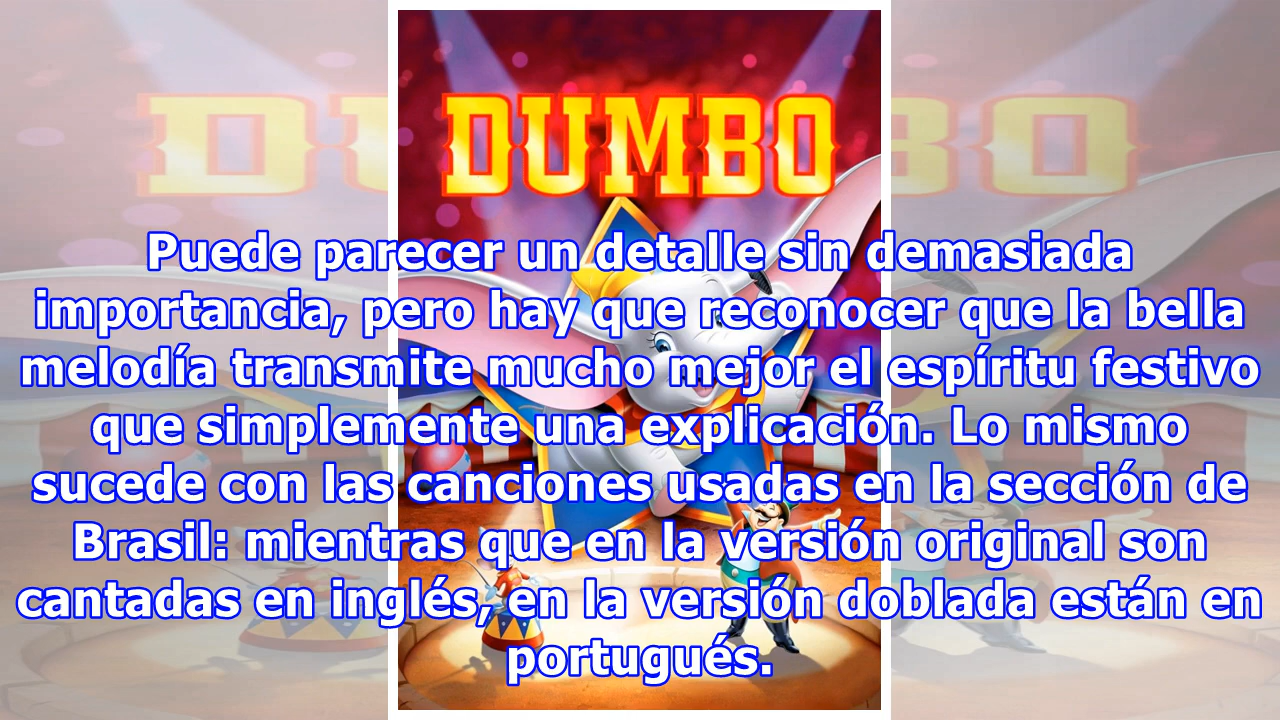 DUMBO
Puede parecer un detalle sin demasiada
importancia, pero hay que reconocer que la bella
melodía transmite mucho mejor el espíritu festivo
que simplemente una explicación. Lo mismo
sucede con las canciones usadas en la sección de
Brasil: mientras que en la versión original son
cantadas en inglés, en la versión doblada están en
portugués.